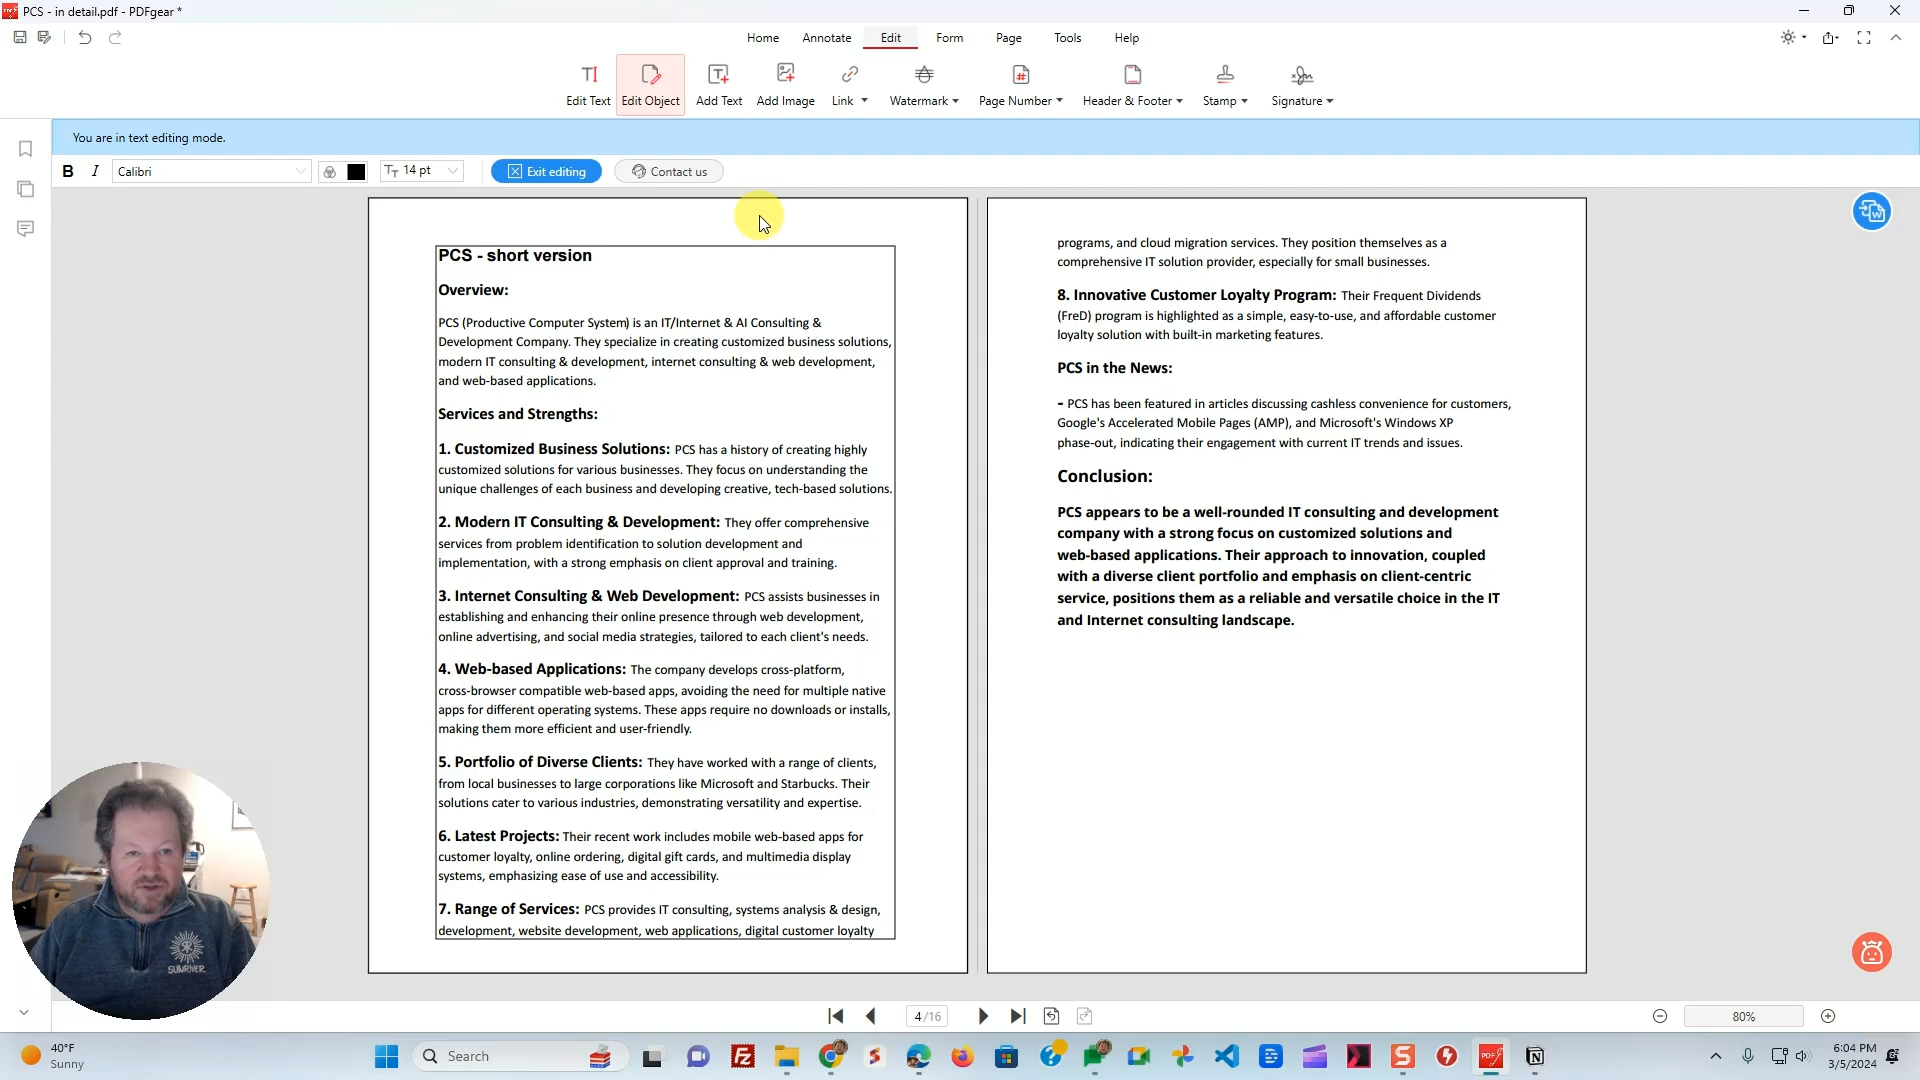 PCS - in detail.pdf - PDFgear *
Home Annotate Edit Form Page Tools Help
Edit Text Edit Object Add Text Add Image Link Watermark Page Number Header & Footer Stamp Signature
You are in text editing mode.
B I Calibri 14 pt Exit editing Contact us
PCS - short version
Overview:
PCS (Productive Computer System) is an IT/Internet & AI Consulting &
Development Company. They specialize in creating customized business solutions,
modern IT consulting & development, internet consulting & web development,
and web-based applications.
Services and Strengths:
1. Customized Business Solutions: PCS has a history of creating highly
customized solutions for various businesses. They focus on understanding the
unique challenges of each business and developing creative, tech-based solutions.
2. Modern IT Consulting & Development: They offer comprehensive
services from problem identification to solution development and
implementation, with a strong emphasis on client approval and training.
3. Internet Consulting & Web Development: PCS assists businesses in
establishing and enhancing their online presence through web development,
online advertising, and social media strategies, tailored to each client's needs.
4. Web-based Applications: The company develops cross-platform,
cross-browser compatible web-based apps, avoiding the need for multiple native
apps for different operating systems. These apps require no downloads or installs,
making them more efficient and user-friendly.
5. Portfolio of Diverse Clients: They have worked with a range of clients,
from local businesses to large corporations like Microsoft and Starbucks. Their
solutions cater to various industries, demonstrating versatility and expertise.
6. Latest Projects: Their recent work includes mobile web-based apps for
customer loyalty, online ordering, digital gift cards, and multimedia display
systems, emphasizing ease of use and accessibility.
7. Range of Services: PCS provides IT consulting, systems analysis & design,
development, website development, web applications, digital customer loyalty
programs, and cloud migration services. They position themselves as a
comprehensive IT solution provider, especially for small businesses.
8. Innovative Customer Loyalty Program: Their Frequent Dividends
(FreD) program is highlighted as a simple, easy-to-use, and affordable customer
loyalty solution with built-in marketing features.
PCS in the News:
- PCS has been featured in articles discussing cashless convenience for customers,
Google's Accelerated Mobile Pages (AMP), and Microsoft's Windows XP
phase-out, indicating their engagement with current IT trends and issues.
Conclusion:
PCS appears to be a well-rounded IT consulting and development
company with a strong focus on customized solutions and
web-based applications. Their approach to innovation, coupled
with a diverse client portfolio and emphasis on client-centric
service, positions them as a reliable and versatile choice in the IT
and Internet consulting landscape.
SUNRIVER
4 /16
80%
40°F
Sunny
Search
6:04 PM
3/5/2024